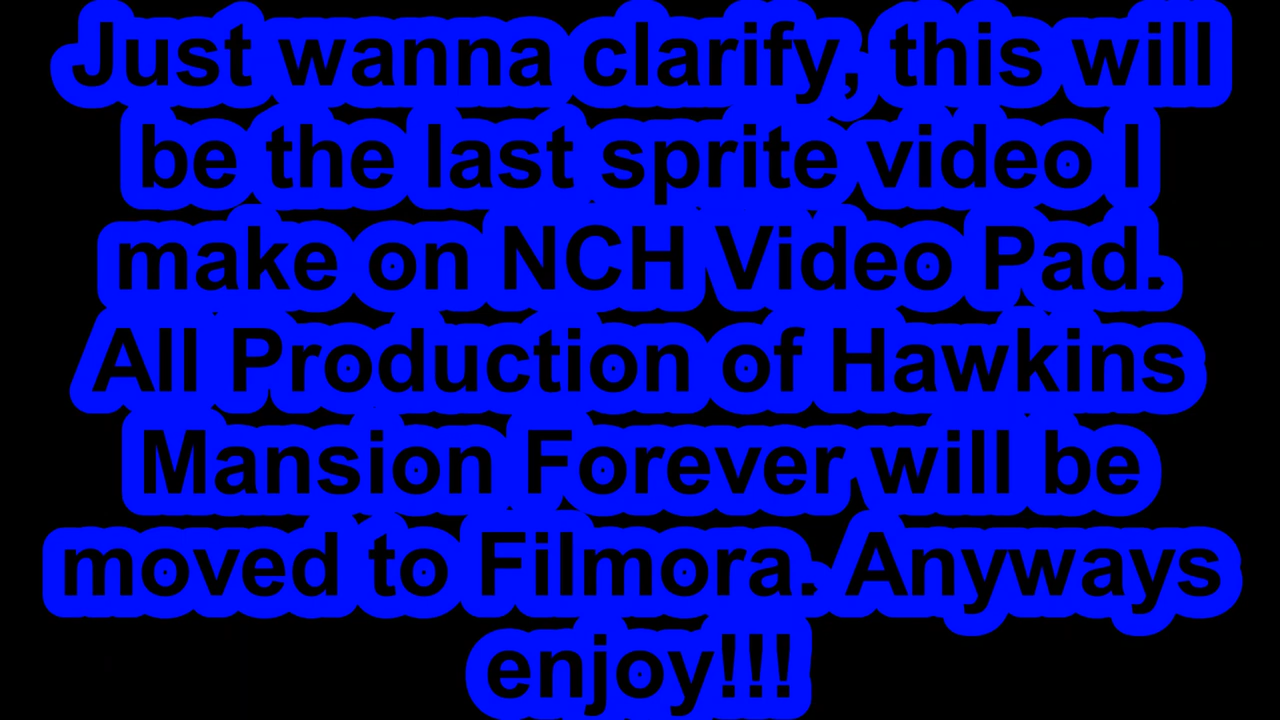 Just wanna clarify, this will
be the last sprite video I
make on NCH Video Pad.
All Production of Hawkins
Mansion Forever will be
moved to Filmora. Anyways
enjoy!!!